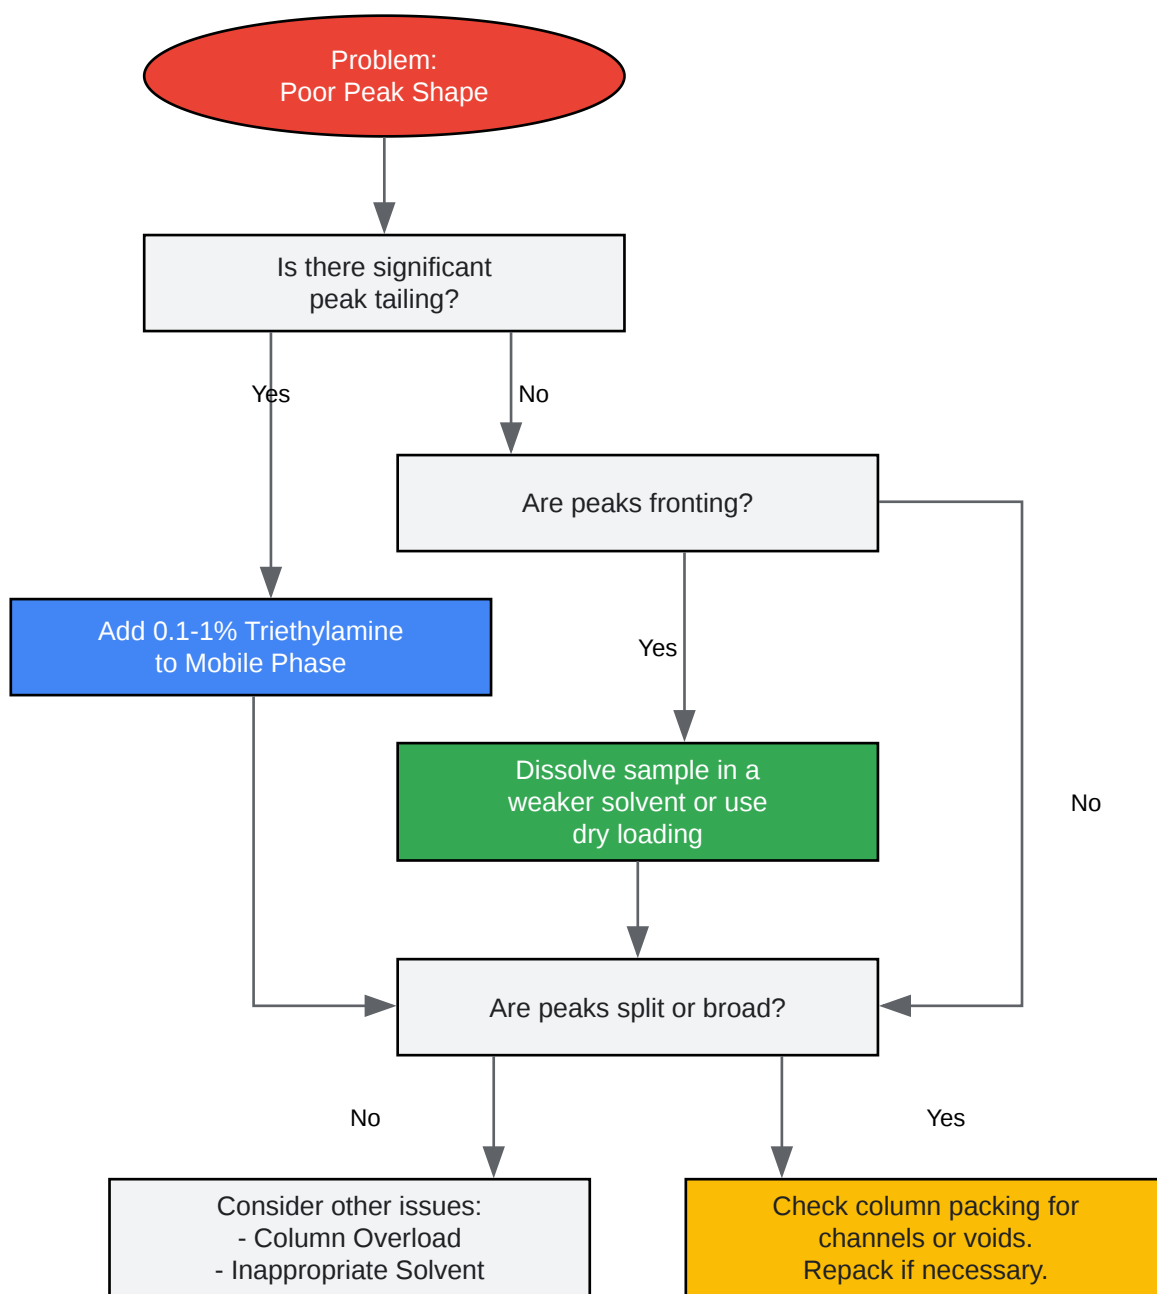 Problem:
Poor Peak Shape
Is there significant
peak tailing?
Yes
No
Are peaks fronting?
Add 0.1-1% Triethylamine
to Mobile Phase
Yes
Dissolve sample in a
weaker solvent or use
dry loading
No
Are peaks split or broad?
No
Yes
Consider other issues:
- Column Overload
- Inappropriate Solvent
Check column packing for
channels or voids.
Repack if necessary.